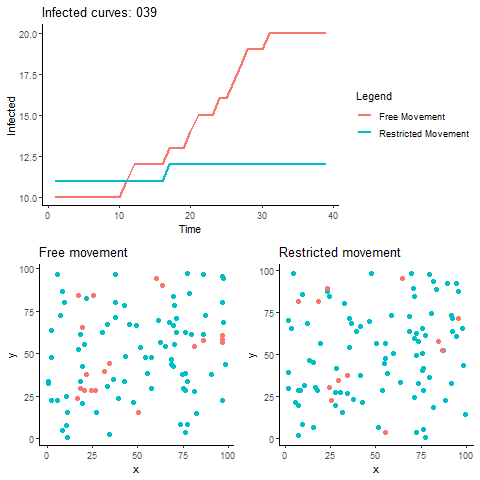 Infected curves: 039
20.0
17.5
15.0
12.5
10.0
Infected
0
10
20
30
40
Time
Legend
Free Movement
Restricted Movement
Free movement
100
75
50
25
0
y
0
25
50
75
100
x
Restricted movement
100
75
50
25
0
y
0
25
50
75
100
x